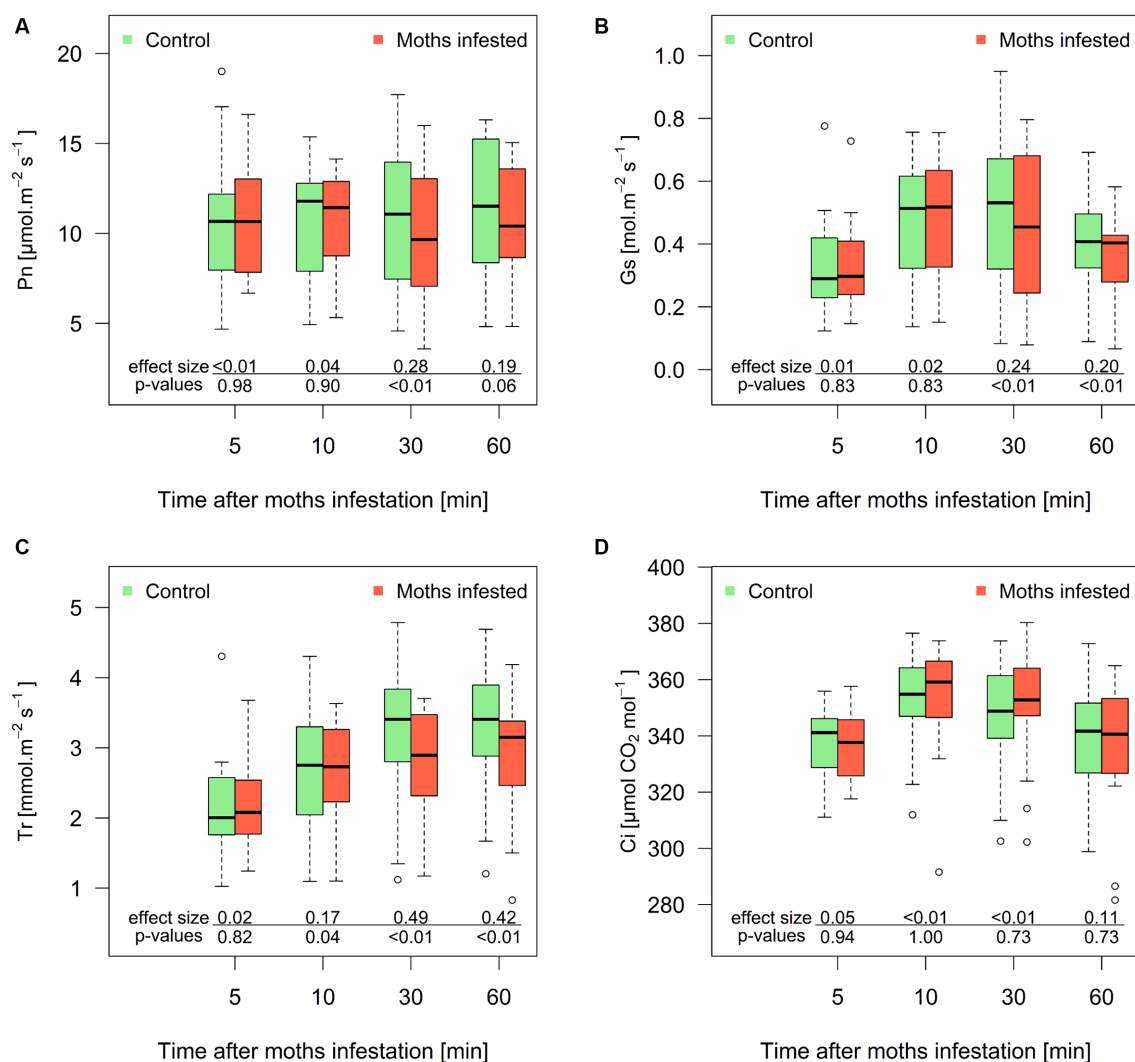 A
Control Moths infested
20
15
10
5
Pn [µmol.m⁻² s⁻¹ ]
effect size <0.01 0.04 0.28 0.19
p-values 0.98 0.90 <0.01 0.06
5 10 30 60
Time after moths infestation [min]
B
Control Moths infested
1.0
0.8
0.6
0.4
0.2
0.0
Gs [mol.m⁻² s⁻¹ ]
effect size 0.01 0.02 0.24 0.20
p-values 0.83 0.83 <0.01 <0.01
5 10 30 60
Time after moths infestation [min]
C
Control Moths infested
5
4
3
2
1
Tr [mmol.m⁻² s⁻¹ ]
effect size 0.02 0.17 0.49 0.42
p-values 0.82 0.04 <0.01 <0.01
5 10 30 60
Time after moths infestation [min]
D
Control Moths infested
400
380
360
340
320
300
280
Ci [µmol CO₂ mol⁻¹ ]
effect size 0.05 <0.01 <0.01 0.11
p-values 0.94 1.00 0.73 0.73
5 10 30 60
Time after moths infestation [min]